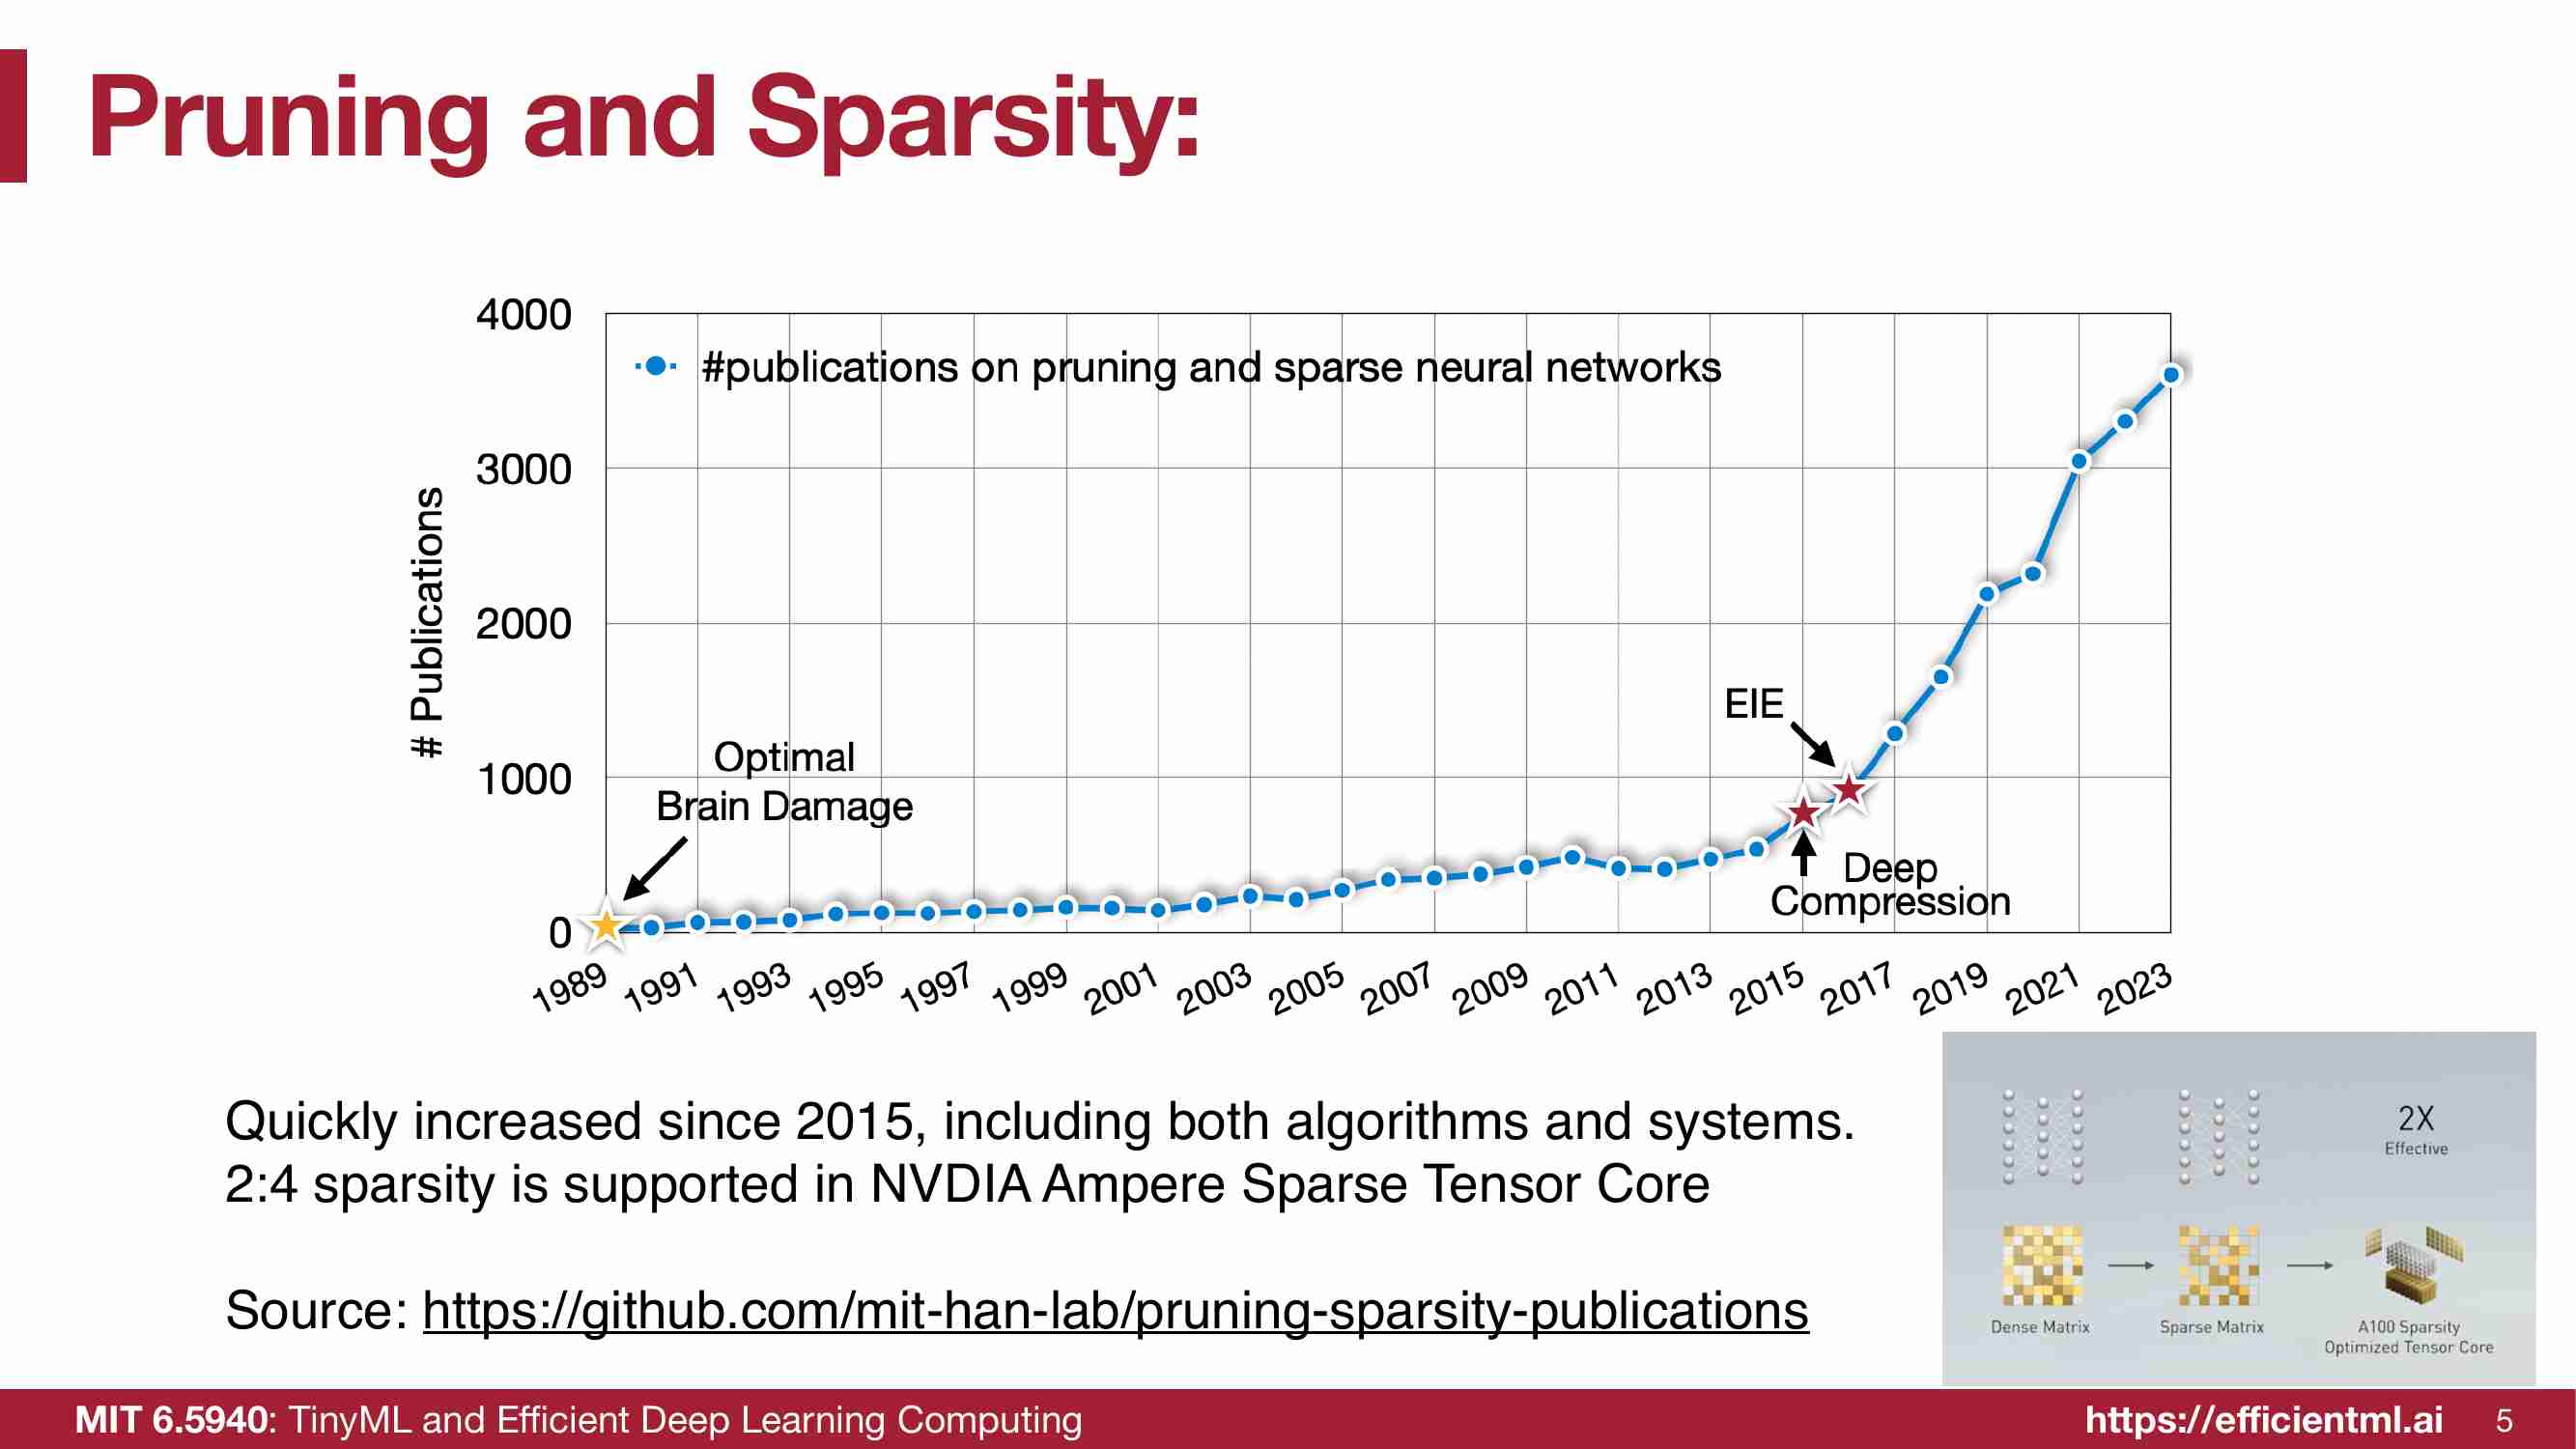 Pruning and Sparsity:
4000
#publications on pruning and sparse neural networks
3000
# Publications
2000
EIE
Optimal
1000
Brain Damage
Deep
Compression
0
1989 1991 1993 1995 1997 1999 2001 2003 2005 2007 2009 2011 2013 2015 2017 2019 2021 2023
Quickly increased since 2015, including both algorithms and systems.
2:4 sparsity is supported in NVDIA Ampere Sparse Tensor Core
Source: https://github.com/mit-han-lab/pruning-sparsity-publications
2X
Effective
Dense Matrix
Sparse Matrix
A100 Sparsity
Optimized Tensor Core
MIT 6.5940: TinyML and Efficient Deep Learning Computing
https://efficientml.ai
5